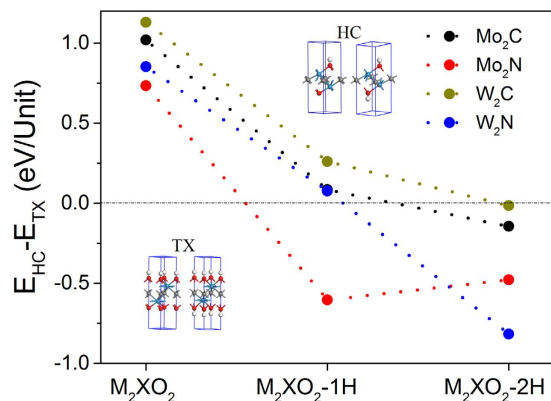 E_HC-E_TX (eV/Unit)
1.0
0.5
0.0
-0.5
-1.0
HC
Mo₂C
Mo₂N
W₂C
W₂N
TX
M₂XO₂
M₂XO₂-1H
M₂XO₂-2H